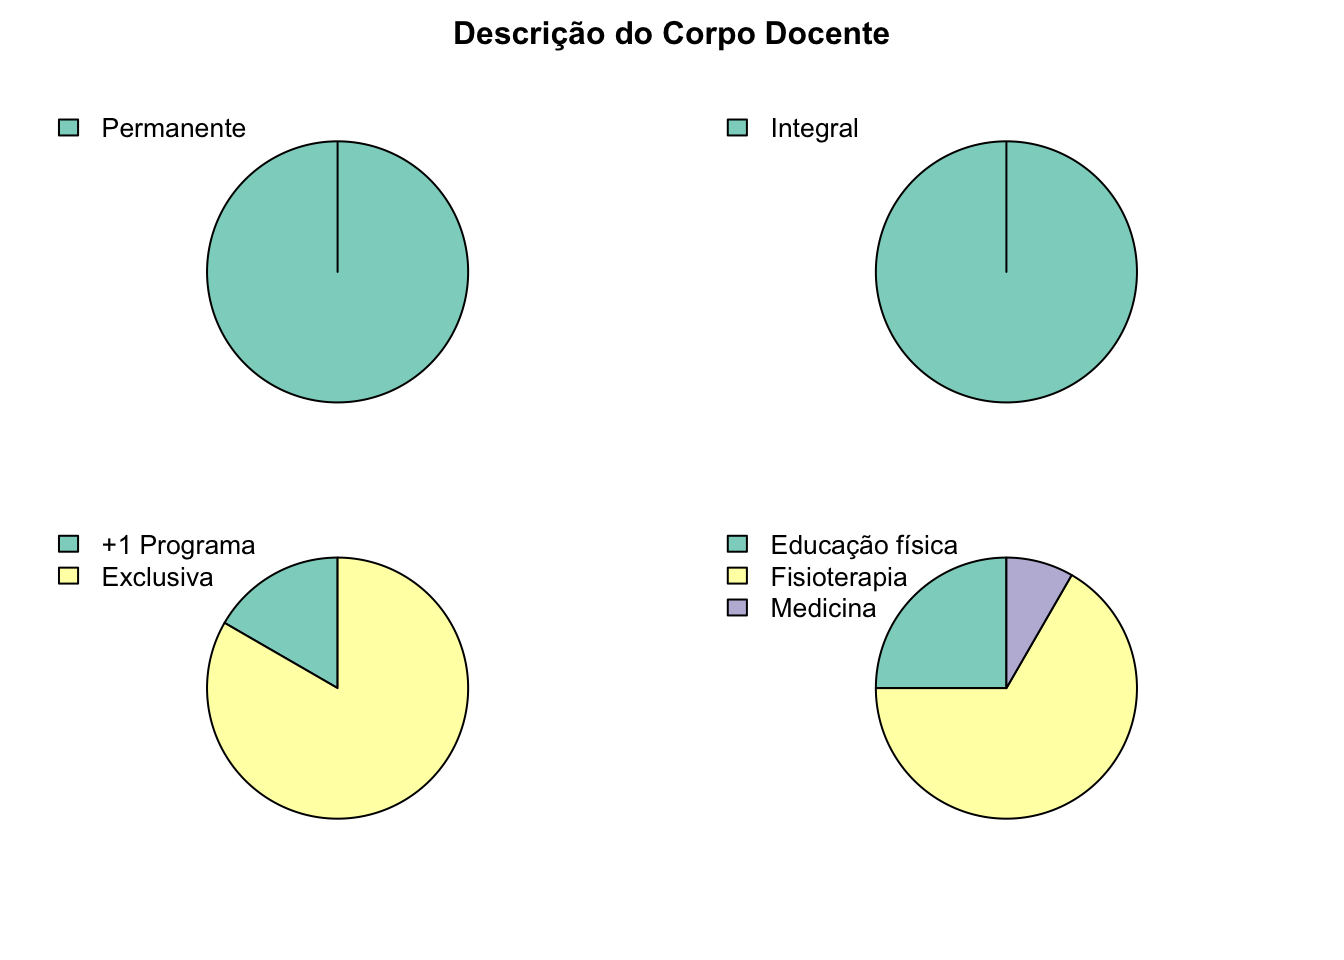 Descrição do Corpo Docente
Permanente
Integral
+1 Programa
Exclusiva
Educação física
Fisioterapia
Medicina